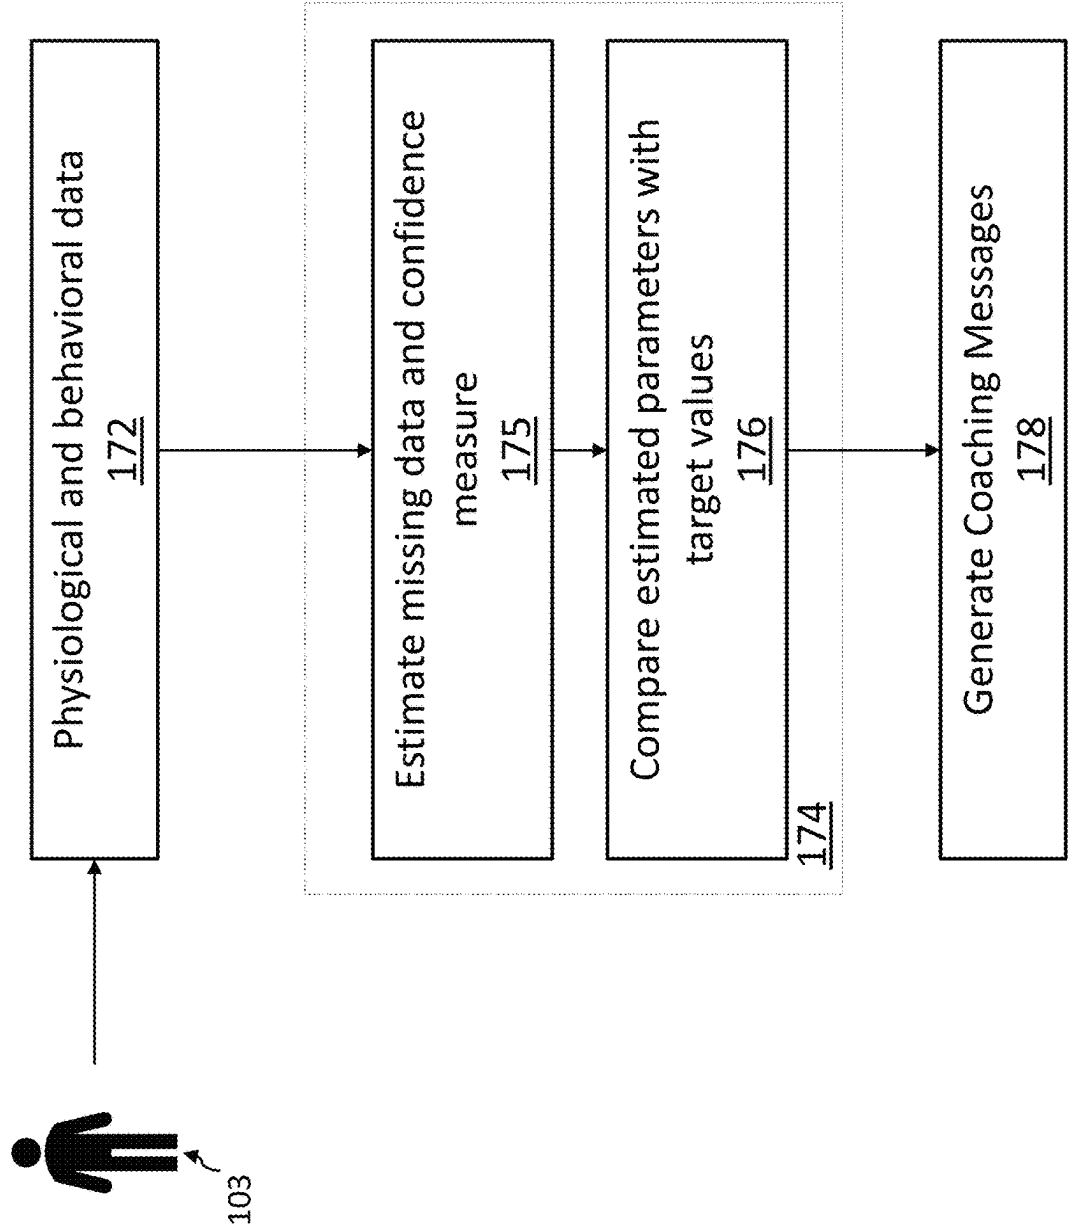 103
Physiological and behavioral data
172
Estimate missing data and confidence
measure
175
Compare estimated parameters with
target values
176
174
Generate Coaching Messages
178